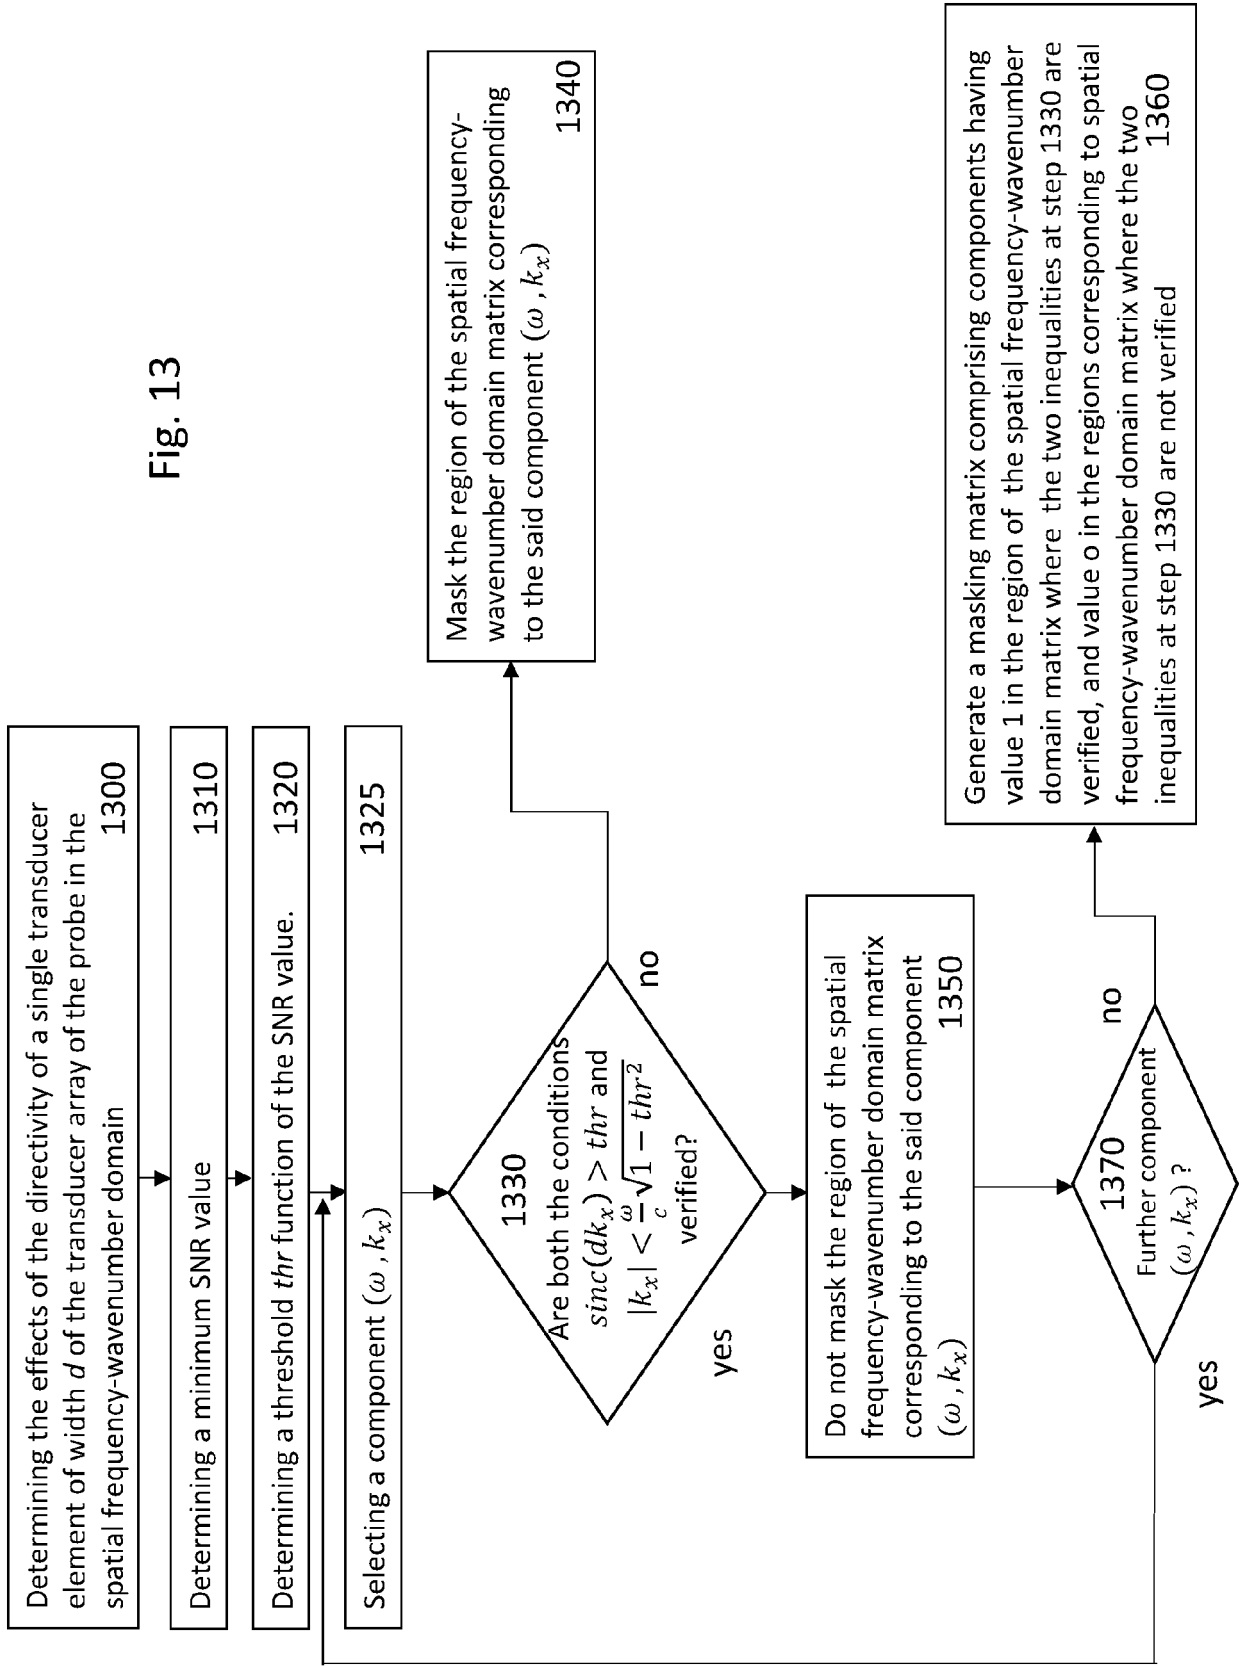 Fig. 13
Determining the effects of the directivity of a single transducer
element of width d of the transducer array of the probe in the
spatial frequency-wavenumber domain
1300
Determining a minimum SNR value
1310
Determining a threshold thr function of the SNR value.
1320
Selecting a component (ω , kₓ)
1325
1330
Are both the conditions
sinc(dkₓ) > thr and
|kₓ| < ω/c √(1 − thr²)
verified?
no
yes
Mask the region of the spatial frequency-
wavenumber domain matrix corresponding
to the said component (ω , kₓ)
1340
Do not mask the region of the spatial
frequency-wavenumber domain matrix
corresponding to the said component
(ω , kₓ)
1350
1370
Further component
(ω , kₓ) ?
no
yes
Generate a masking matrix comprising components having
value 1 in the region of the spatial frequency-wavenumber
domain matrix where the two inequalities at step 1330 are
verified, and value o in the regions corresponding to spatial
frequency-wavenumber domain matrix where the two
inequalities at step 1330 are not verified
1360